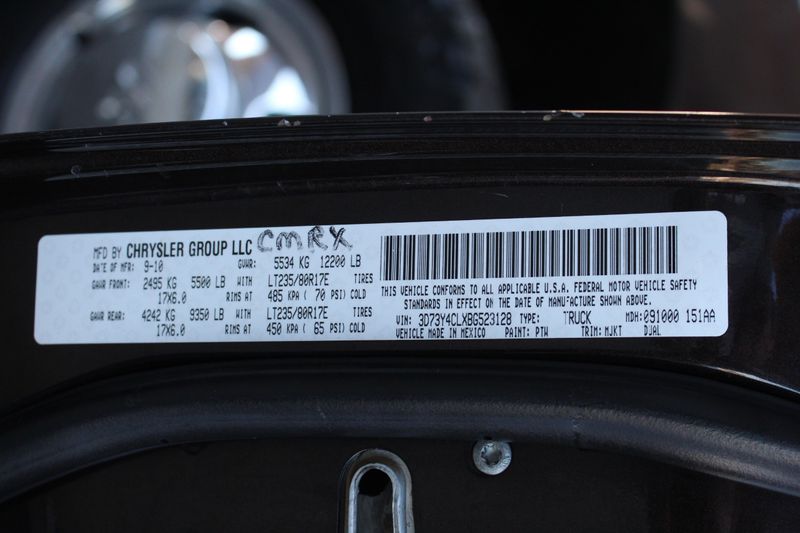 MFD BY CHRYSLER GROUP LLC CMRX
DATE OF MFR: 9-10 GVWR: 5534 KG 12200 LB
GAWR FRONT: 2495 KG 5500 LB WITH LT235/80R17E TIRES
17X6.0 RIMS AT 485 KPA ( 70 PSI) COLD
GAWR REAR: 4242 KG 9350 LB WITH LT235/80R17E TIRES
17X6.0 RIMS AT 450 KPA ( 65 PSI) COLD
THIS VEHICLE CONFORMS TO ALL APPLICABLE U.S.A. FEDERAL MOTOR VEHICLE SAFETY
STANDARDS IN EFFECT ON THE DATE OF MANUFACTURE SHOWN ABOVE.
VIN: 3D73Y4CLXBG523128 TYPE: TRUCK MDH: 091000 151AA
VEHICLE MADE IN MEXICO PAINT: PTW TRIM: MJKT DJAL